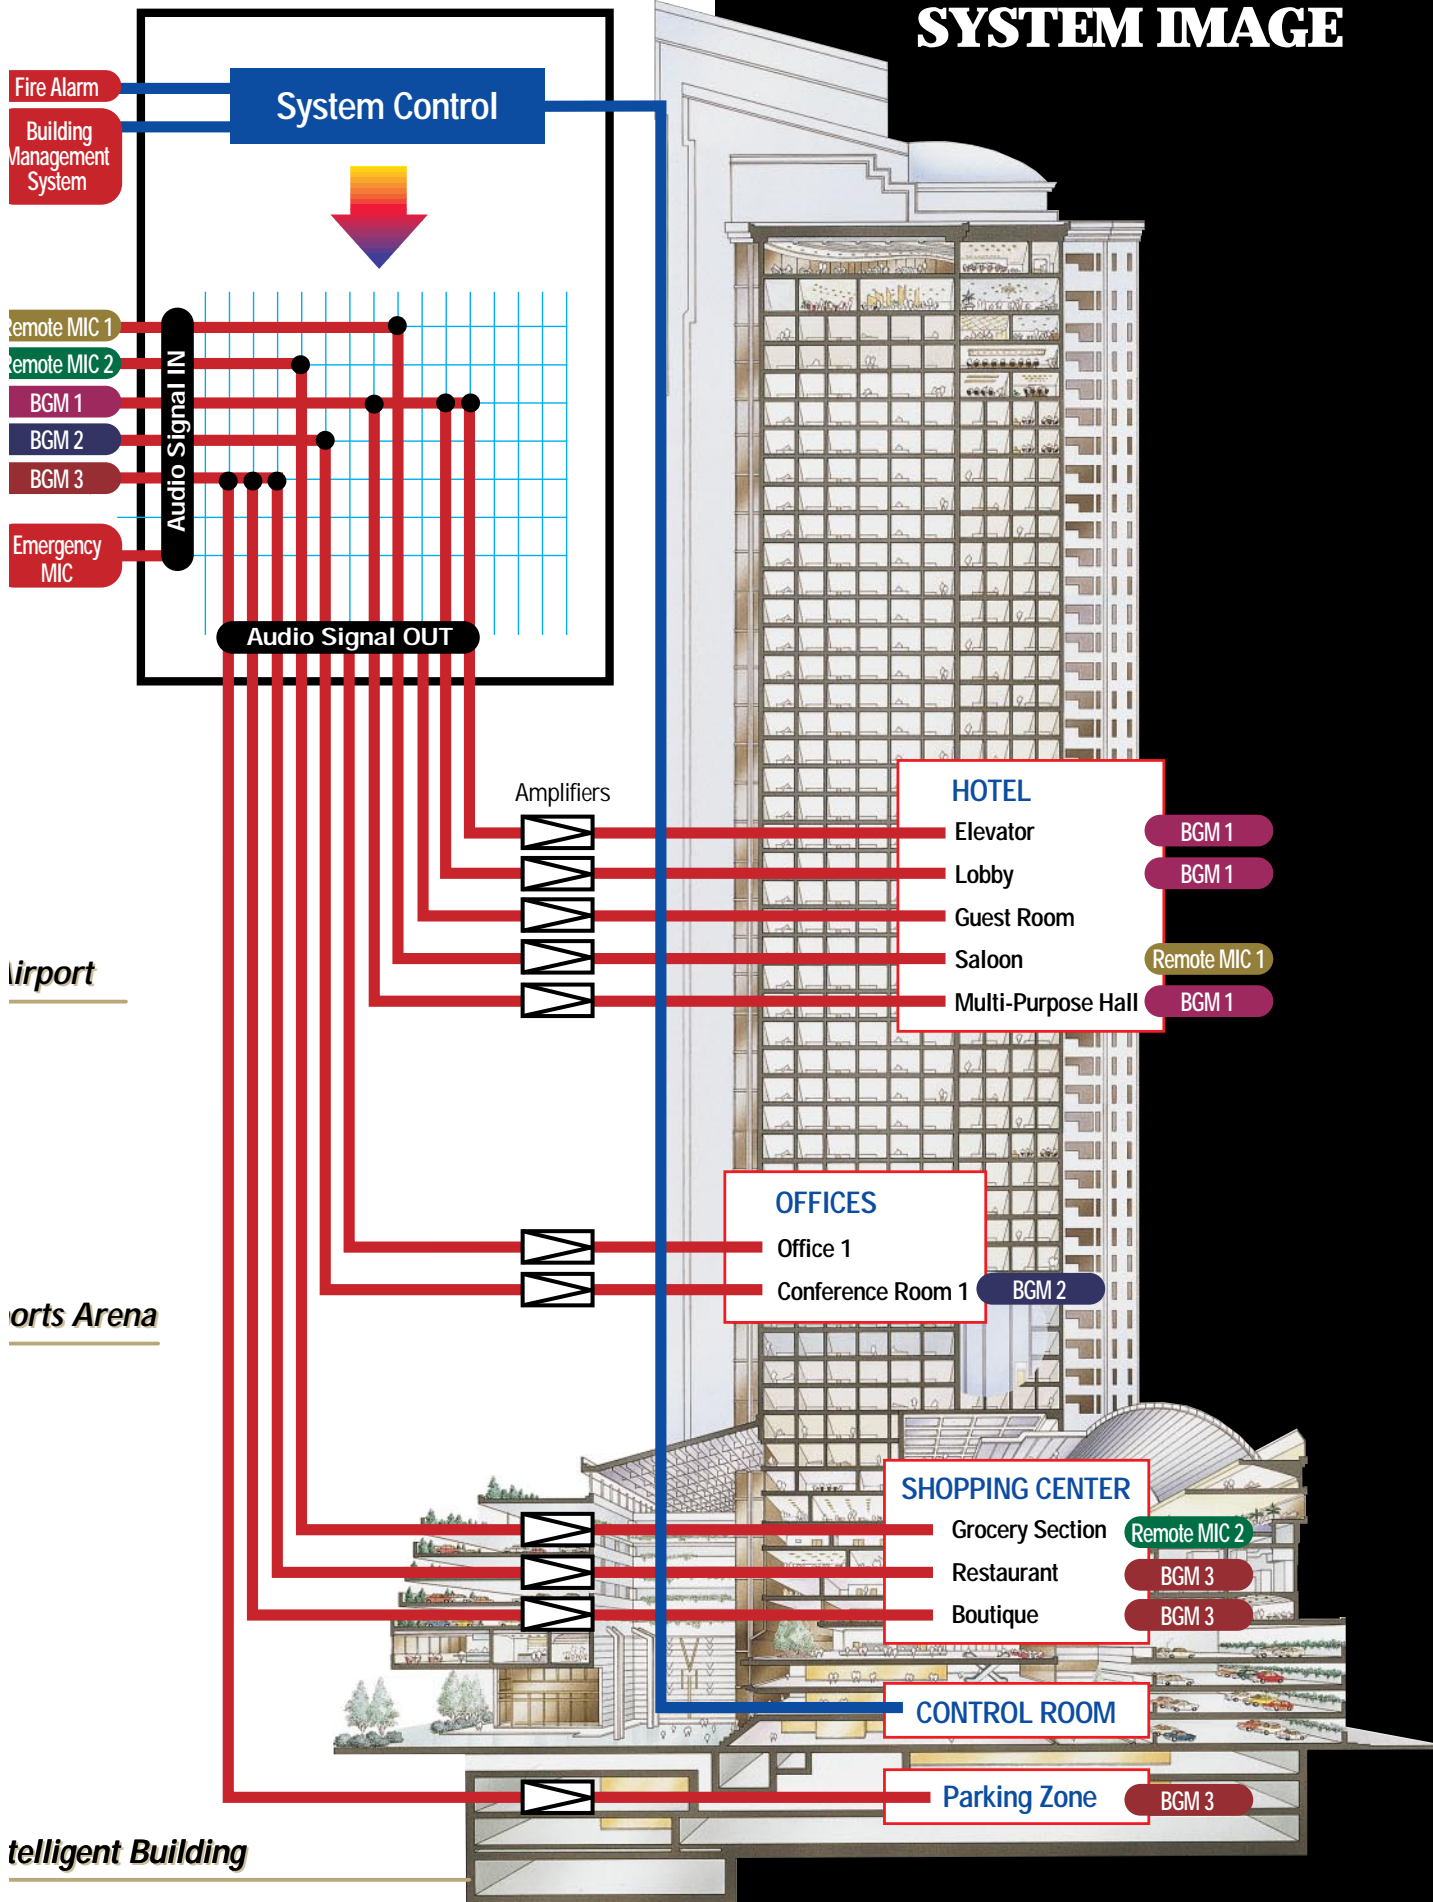 SYSTEM IMAGE
Fire Alarm
System Control
Building
Management
System
Remote MIC 1
Remote MIC 2
BGM 1
BGM 2
BGM 3
Emergency
MIC
Audio Signal IN
Audio Signal OUT
Amplifiers
HOTEL
Elevator
BGM 1
Lobby
BGM 1
Guest Room
Saloon
Remote MIC 1
Multi-Purpose Hall
BGM 1
Airport
OFFICES
Office 1
Conference Room 1
BGM 2
orts Arena
SHOPPING CENTER
Grocery Section
Remote MIC 2
Restaurant
BGM 3
Boutique
BGM 3
CONTROL ROOM
Parking Zone
BGM 3
telligent Building